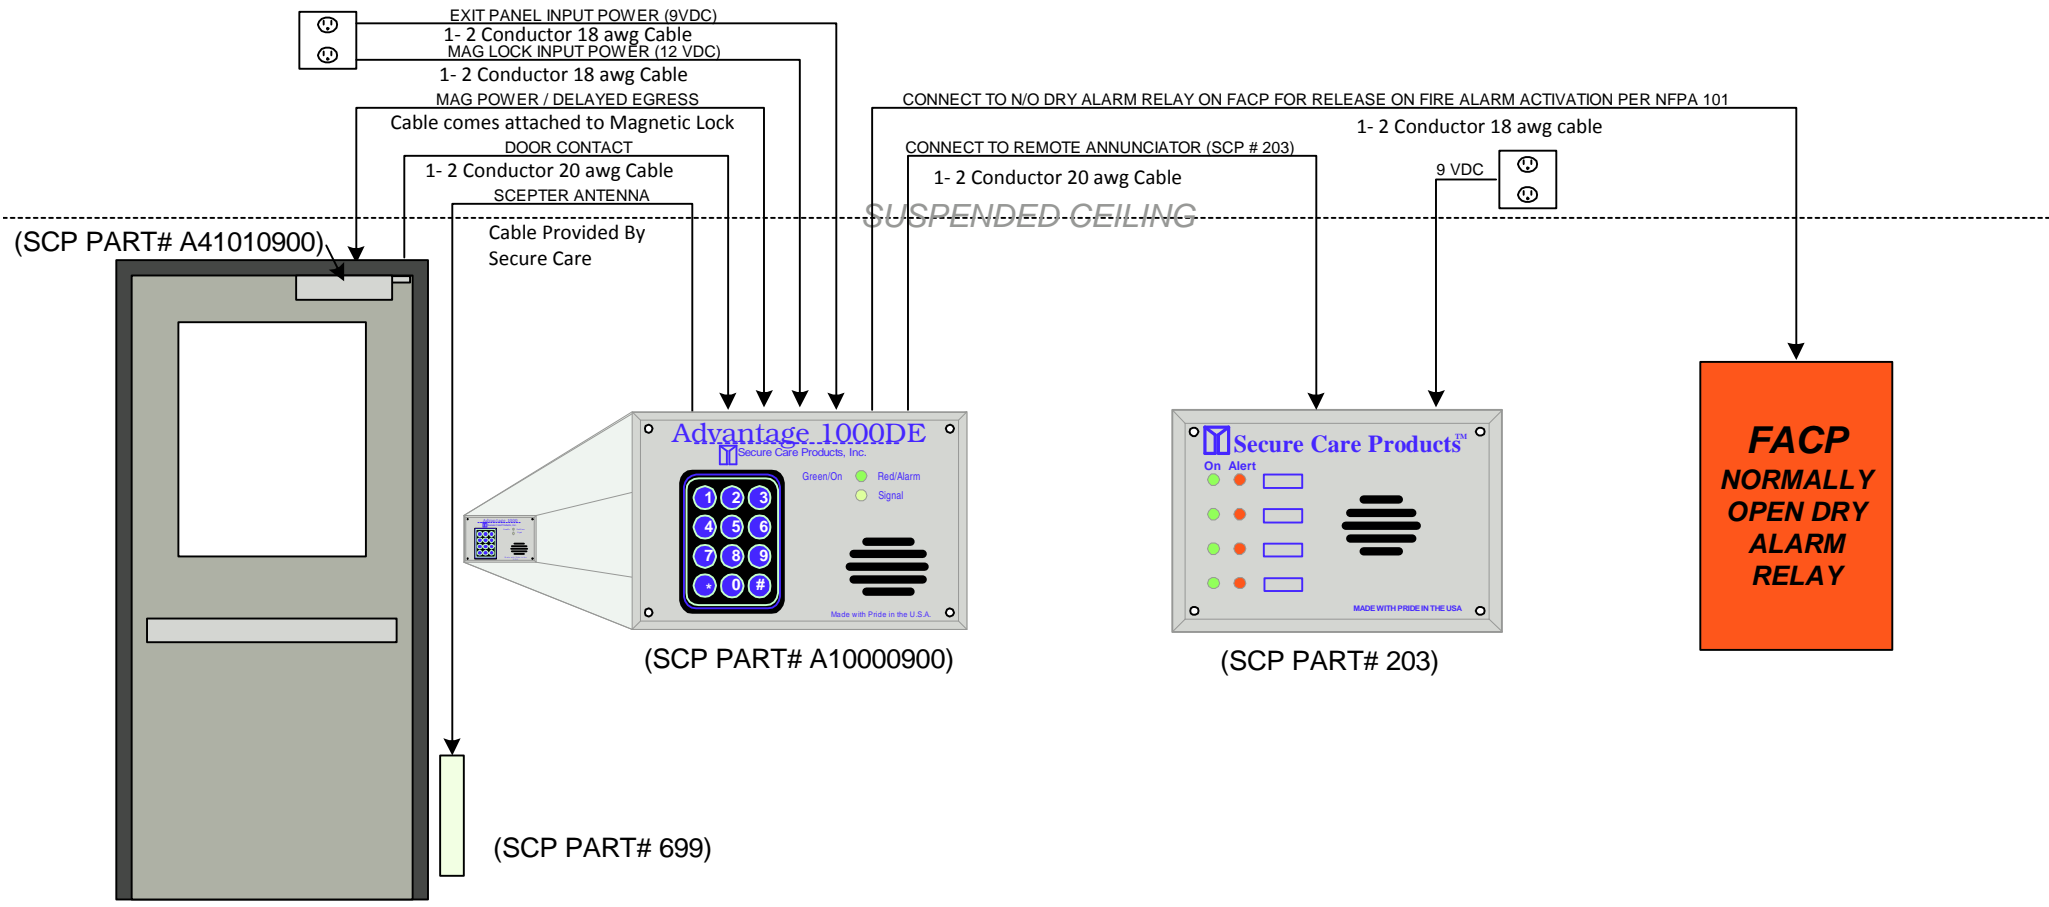 EXIT PANEL INPUT POWER (9VDC)
1- 2 Conductor 18 awg Cable
MAG LOCK INPUT POWER (12 VDC)
1- 2 Conductor 18 awg Cable
MAG POWER / DELAYED EGRESS
Cable comes attached to Magnetic Lock
DOOR CONTACT
1- 2 Conductor 20 awg Cable
SCEPTER ANTENNA
Cable Provided By
Secure Care
CONNECT TO N/O DRY ALARM RELAY ON FACP FOR RELEASE ON FIRE ALARM ACTIVATION PER NFPA 101
1- 2 Conductor 18 awg cable
CONNECT TO REMOTE ANNUNCIATOR (SCP # 203)
1- 2 Conductor 20 awg Cable
9 VDC
SUSPENDED CEILING
(SCP PART# A41010900)
Advantage 1000DE
Secure Care Products, Inc.
Green/On Red/Alarm
Signal
1 2 3
4 5 6
7 8 9
* 0 #
Made with Pride in the U.S.A.
(SCP PART# A10000900)
Secure Care Products™
On Alert
MADE WITH PRIDE IN THE USA
(SCP PART# 203)
FACP
NORMALLY
OPEN DRY
ALARM
RELAY
(SCP PART# 699)